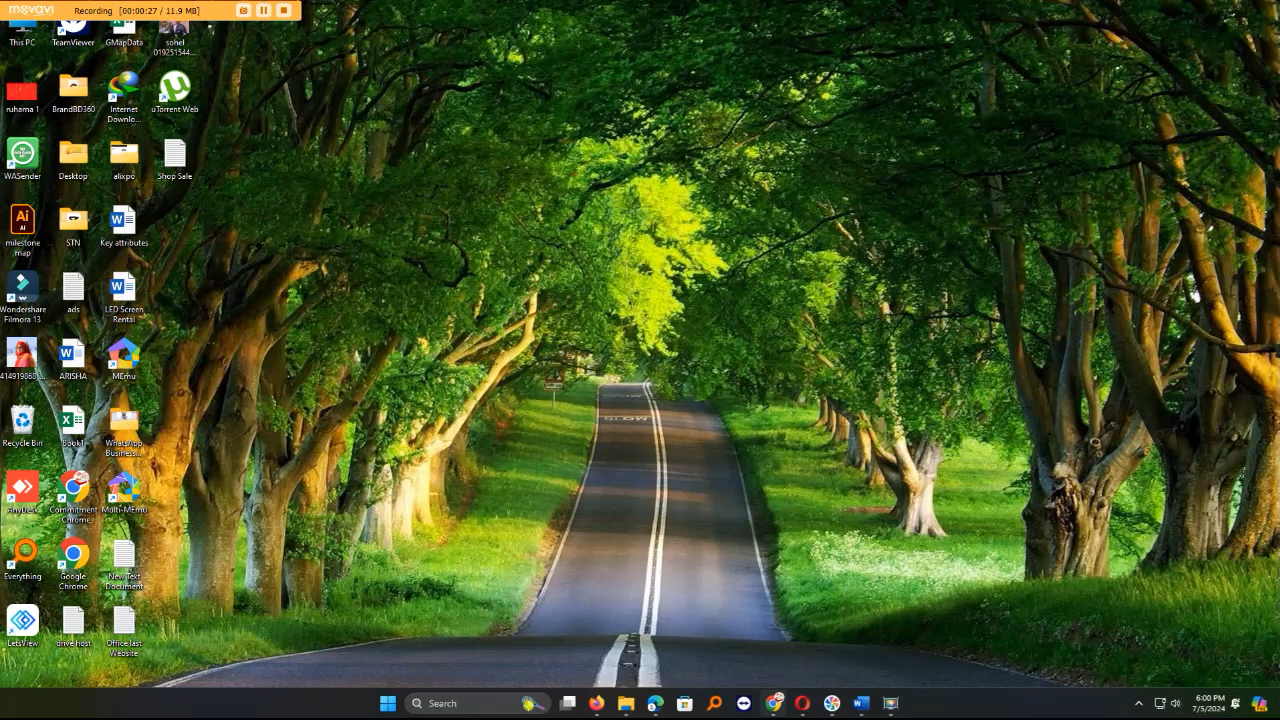 movavi
Recording [00:00:27 / 11.9 MB]
This PC
TeamViewer
GMapData
sohel
019251544...
ruhama 1
BrandBD360
Internet
Downlo...
uTorrent Web
WASender
Desktop
alixpo
Shop Sale
Ai
AI
milestone
map
STN
Key attributes
Wondershare
Filmora 13
ads
LED Screen
Rental
414919868...
ARISHA
MEmu
Recycle Bin
Book1
WhatsApp
Business...
AnyDesk
Commitment
Chrome
Multi-MEmu
Everything
Google
Chrome
New Text
Document
LetsView
drive.host
Office last
Website
SLOW
Search
6:00 PM
7/5/2024